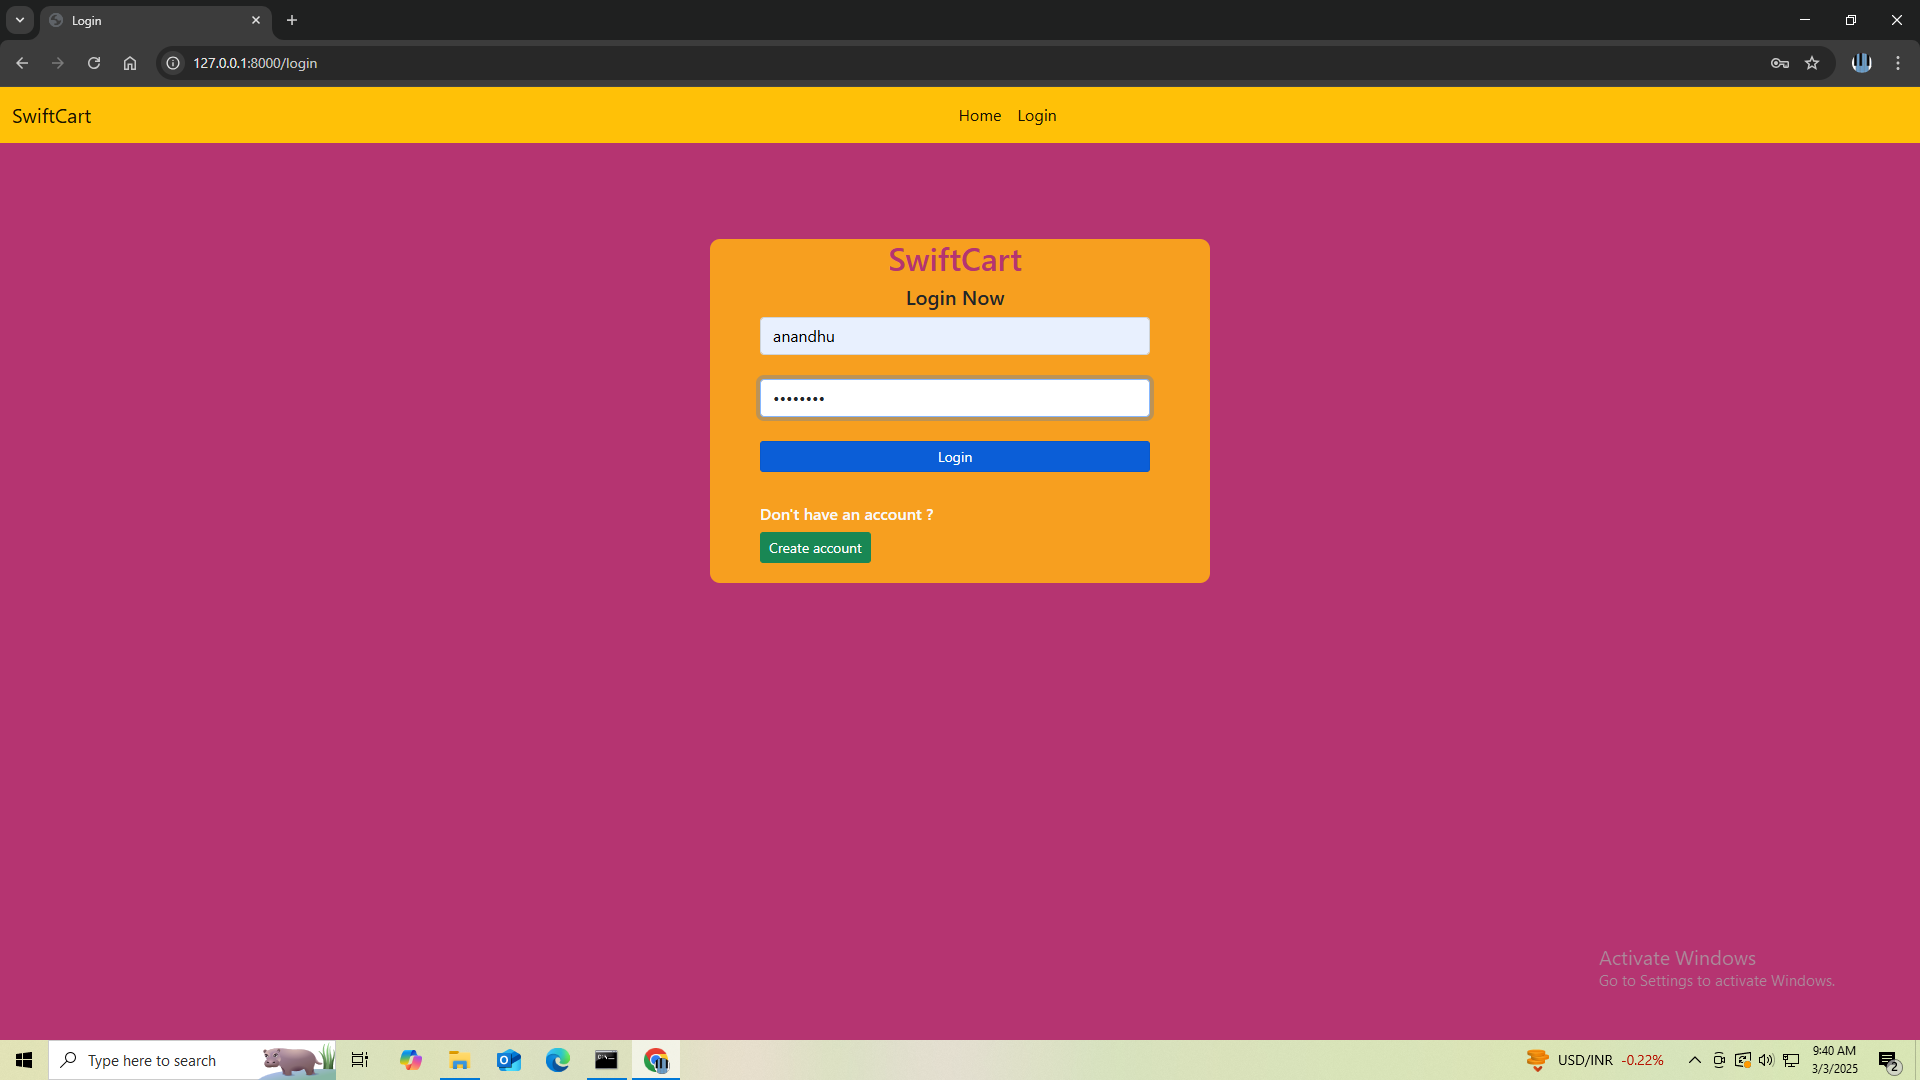 Login
127.0.0.1:8000/login
SwiftCart
Home Login
SwiftCart
Login Now
anandhu
••••••••
Login
Don't have an account ?
Create account
Activate Windows
Go to Settings to activate Windows.
Type here to search
USD/INR -0.22%
9:40 AM
3/3/2025
2